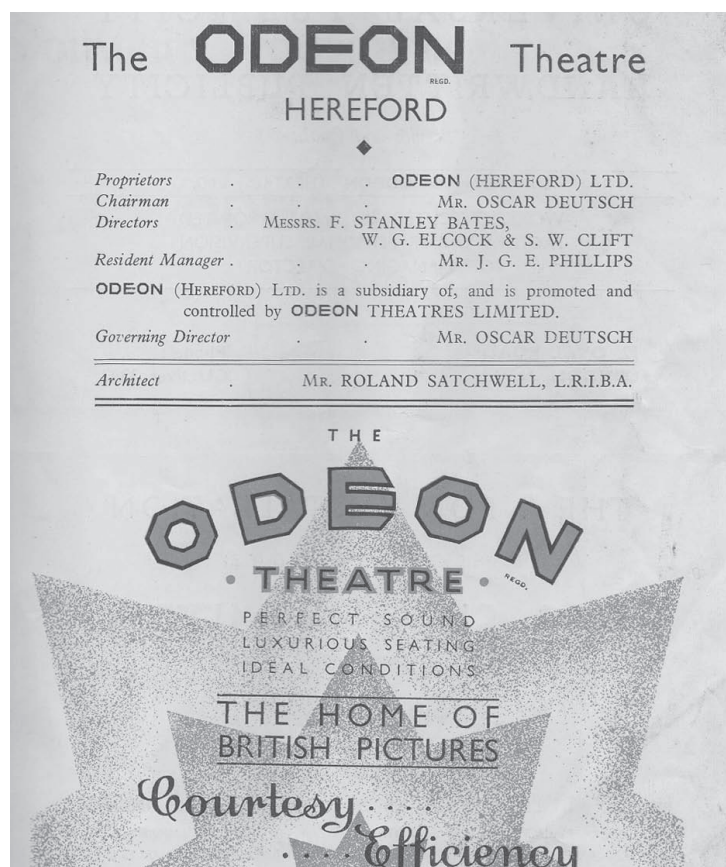 The ODEON Theatre
REGD.
HEREFORD
Proprietors . . . ODEON (HEREFORD) LTD.
Chairman . . . MR. OSCAR DEUTSCH
Directors . MESSRS. F. STANLEY BATES,
W. G. ELCOCK & S. W. CLIFT
Resident Manager . . . MR. J. G. E. PHILLIPS
ODEON (HEREFORD) LTD. is a subsidiary of, and is promoted and
controlled by ODEON THEATRES LIMITED.
Governing Director . . MR. OSCAR DEUTSCH
Architect . MR. ROLAND SATCHWELL, L.R.I.B.A.
THE
ODEON
REGD.
• THEATRE •
PERFECT SOUND
LUXURIOUS SEATING
IDEAL CONDITIONS
THE HOME OF
BRITISH PICTURES
Courtesy . . . .
. . . . Efficiency